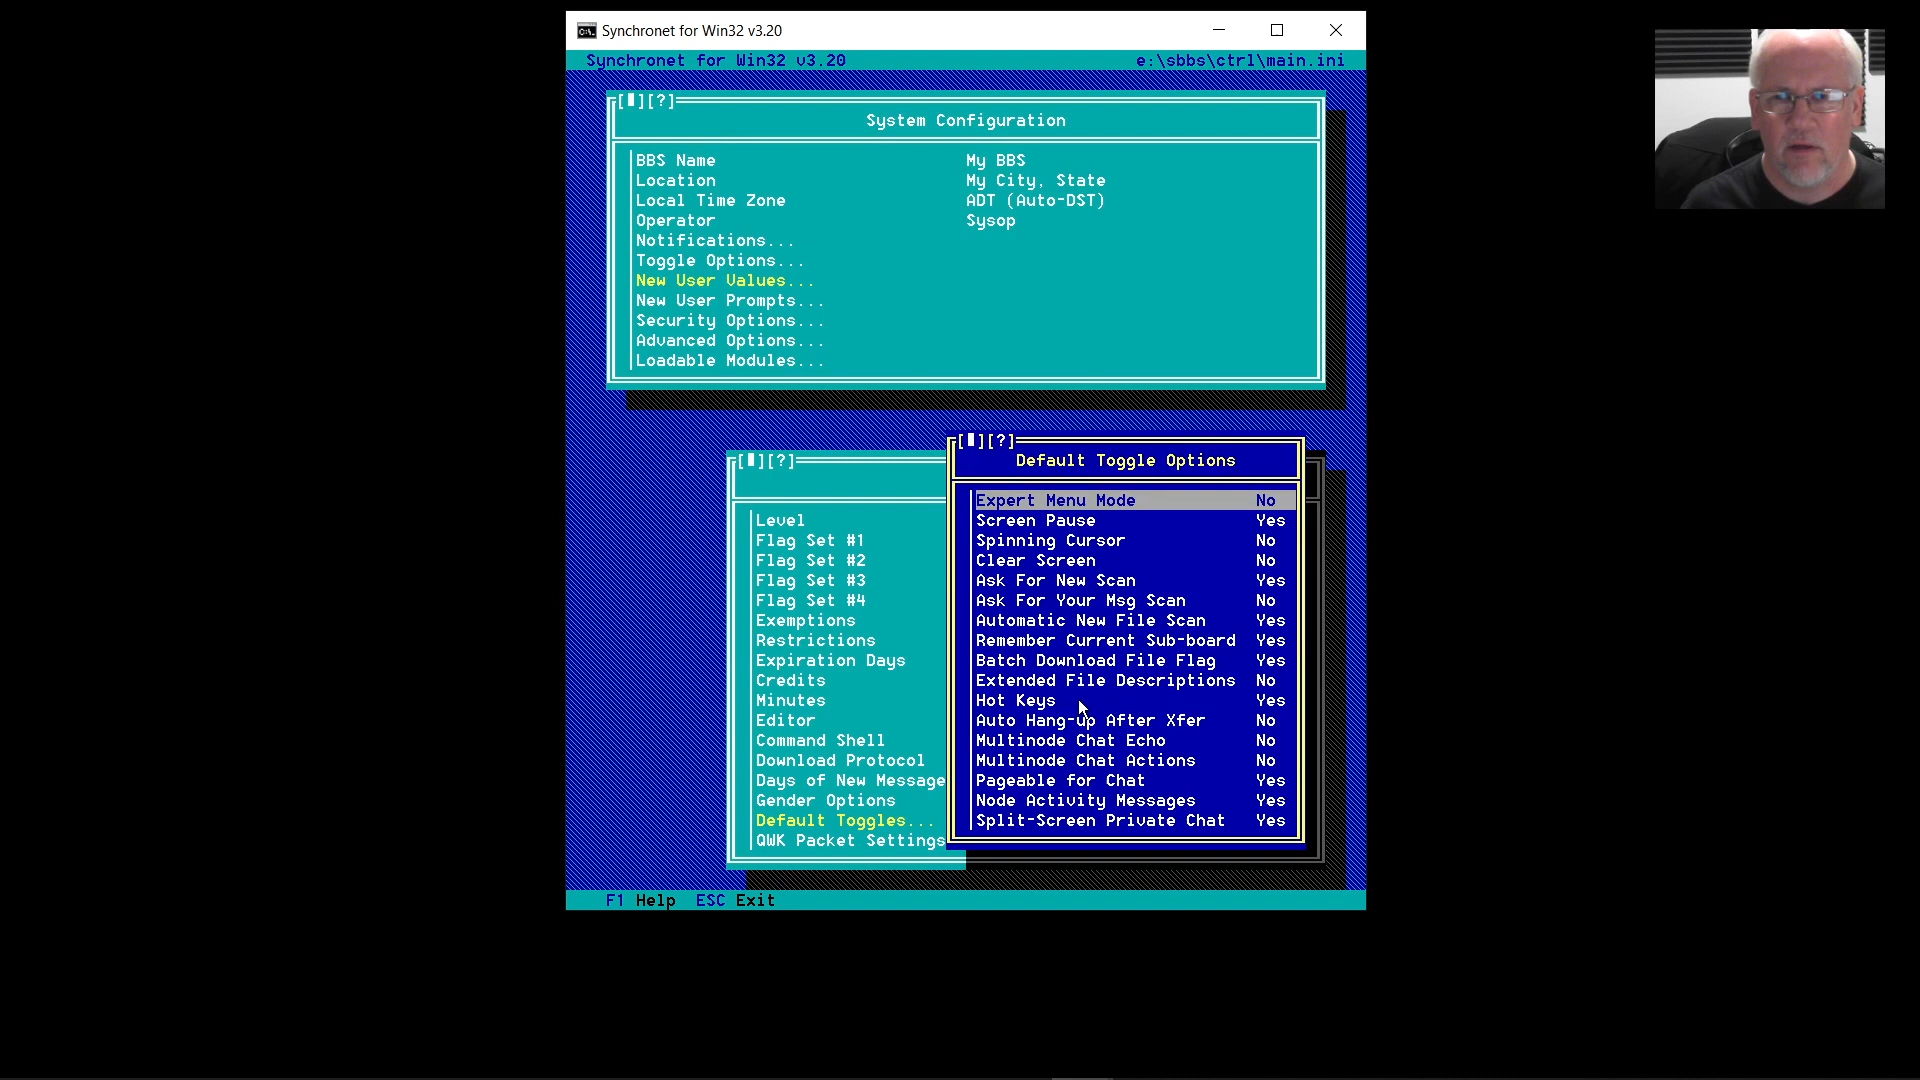 Synchronet for Win32 v3.20
Synchronet for Win32 v3.20 e:\sbbs\ctrl\main.ini
[▮][?]
System Configuration
BBS Name My BBS
Location My City, State
Local Time Zone ADT (Auto-DST)
Operator Sysop
Notifications...
Toggle Options...
New User Values...
New User Prompts...
Security Options...
Advanced Options...
Loadable Modules...
[▮][?]
Level
Flag Set #1
Flag Set #2
Flag Set #3
Flag Set #4
Exemptions
Restrictions
Expiration Days
Credits
Minutes
Editor
Command Shell
Download Protocol
Days of New Message
Gender Options
Default Toggles...
QWK Packet Settings
[▮][?]
Default Toggle Options
Expert Menu Mode No
Screen Pause Yes
Spinning Cursor No
Clear Screen No
Ask For New Scan Yes
Ask For Your Msg Scan No
Automatic New File Scan Yes
Remember Current Sub-board Yes
Batch Download File Flag Yes
Extended File Descriptions No
Hot Keys Yes
Auto Hang-up After Xfer No
Multinode Chat Echo No
Multinode Chat Actions No
Pageable for Chat Yes
Node Activity Messages Yes
Split-Screen Private Chat Yes
F1 Help ESC Exit